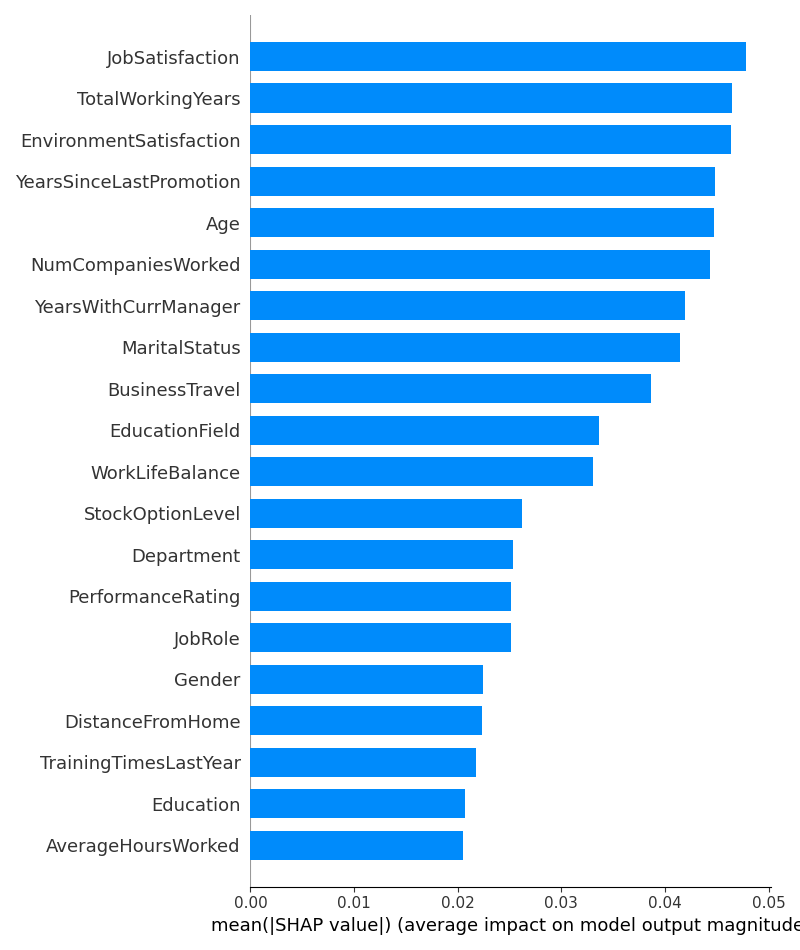 JobSatisfaction
TotalWorkingYears
EnvironmentSatisfaction
YearsSinceLastPromotion
Age
NumCompaniesWorked
YearsWithCurrManager
MaritalStatus
BusinessTravel
EducationField
WorkLifeBalance
StockOptionLevel
Department
PerformanceRating
JobRole
Gender
DistanceFromHome
TrainingTimesLastYear
Education
AverageHoursWorked
0.00 0.01 0.02 0.03 0.04 0.05
mean(|SHAP value|) (average impact on model output magnitude